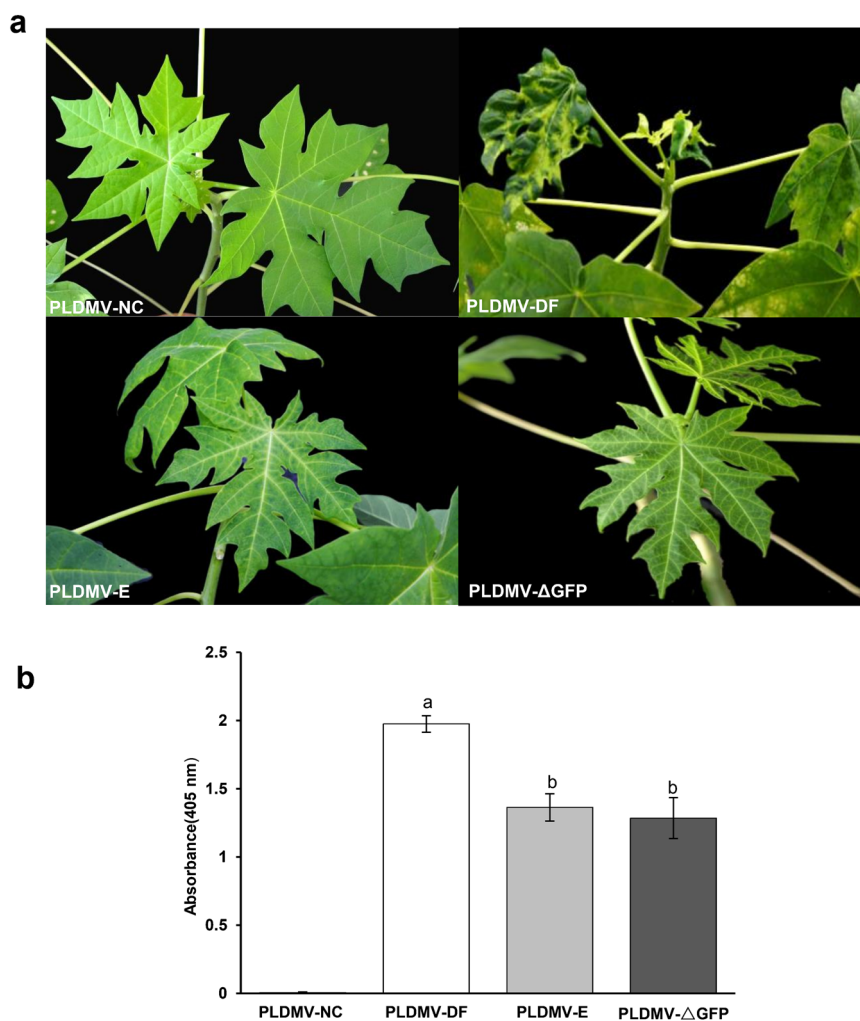 a
PLDMV-NC
PLDMV-DF
PLDMV-E
PLDMV-ΔGFP
b
2.5
2
1.5
1
0.5
0
Absorbance(405 nm)
a
b
b
PLDMV-NC
PLDMV-DF
PLDMV-E
PLDMV-△GFP